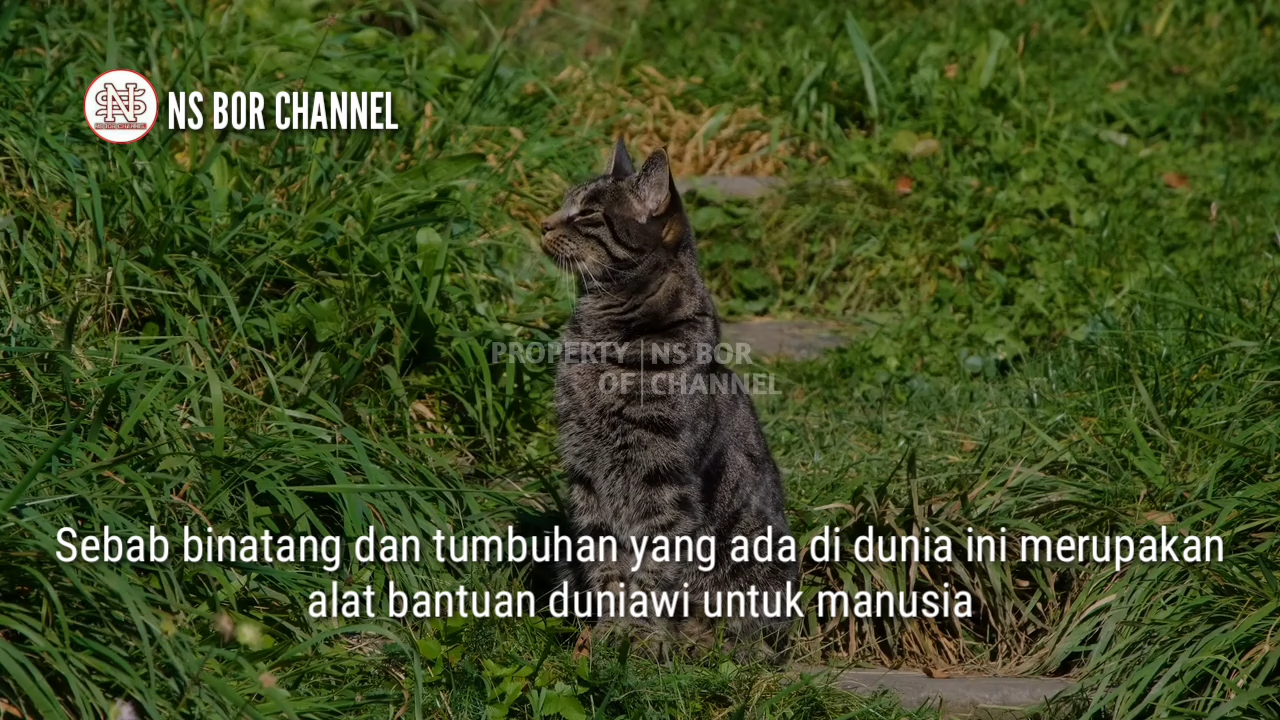 NS BOR CHANNEL
PROPERTY OF | NS BOR CHANNEL
Sebab binatang dan tumbuhan yang ada di dunia ini merupakan
alat bantuan duniawi untuk manusia